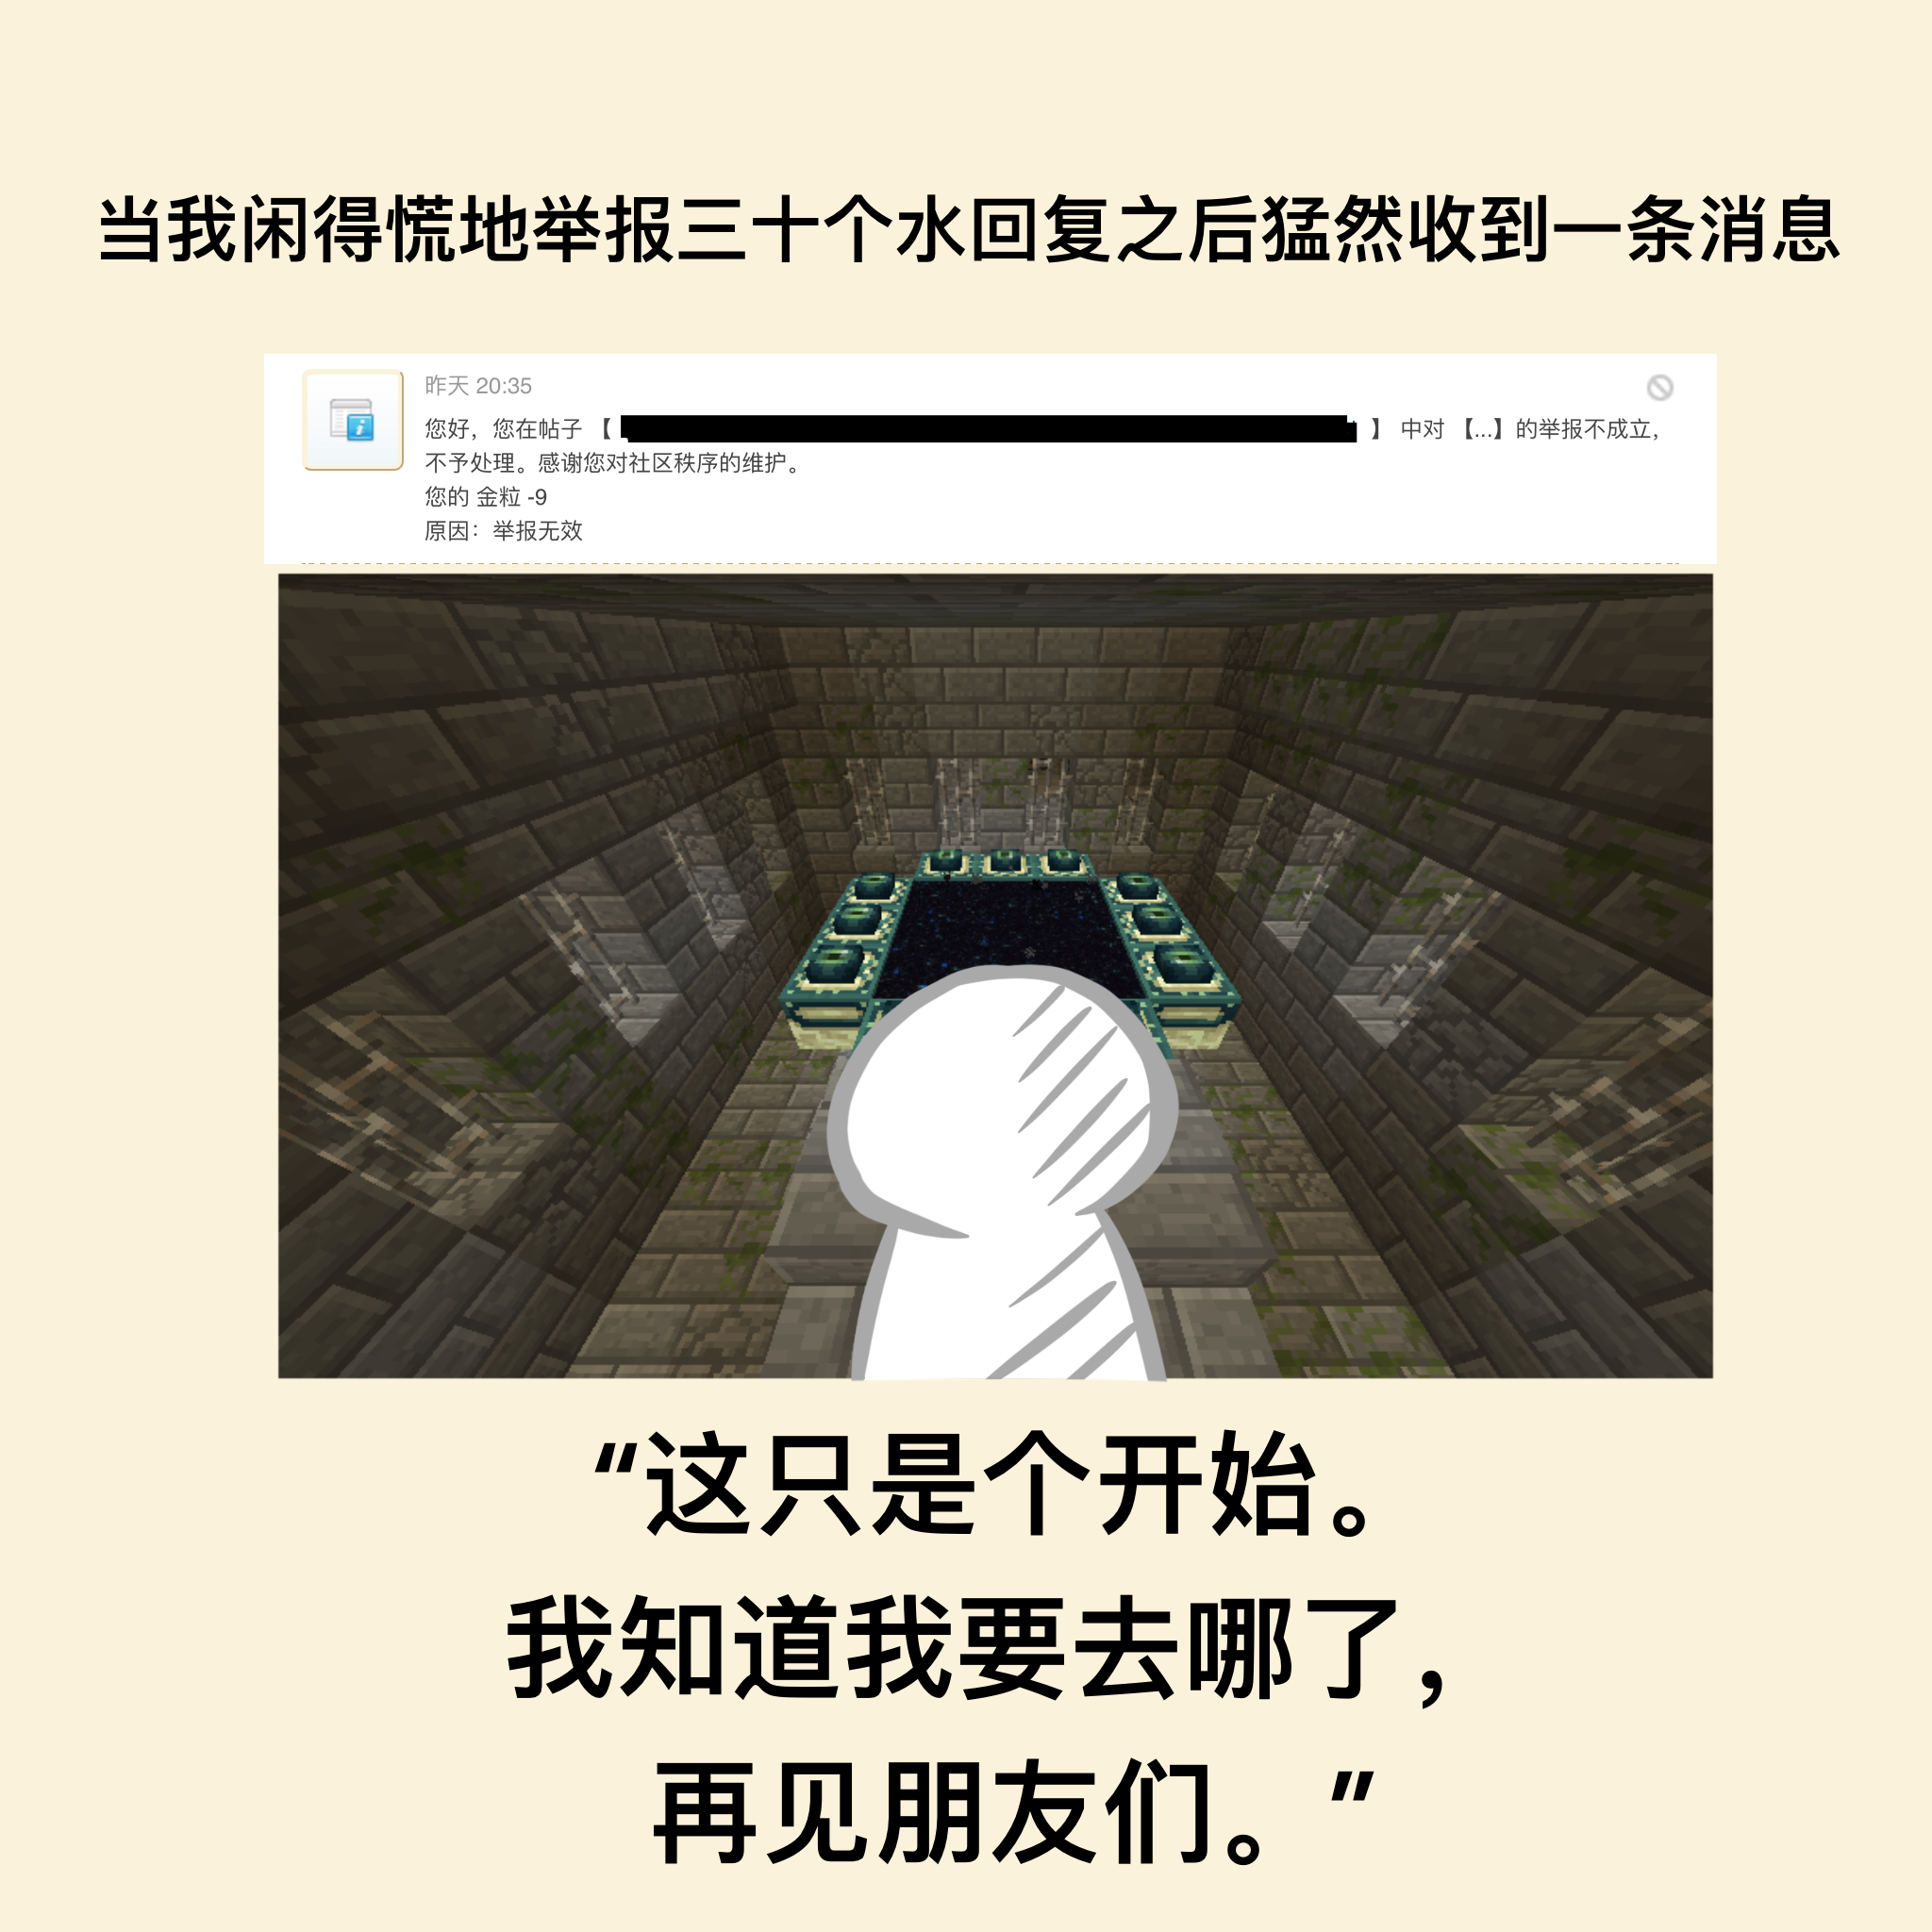 当我闲得慌地举报三十个水回复之后猛然收到一条消息
昨天 20:35
您好，您在帖子 【 】 中对 【...】的举报不成立，
不予处理。感谢您对社区秩序的维护。
您的 金粒 -9
原因：举报无效
“这只是个开始。
我知道我要去哪了，
再见朋友们。”